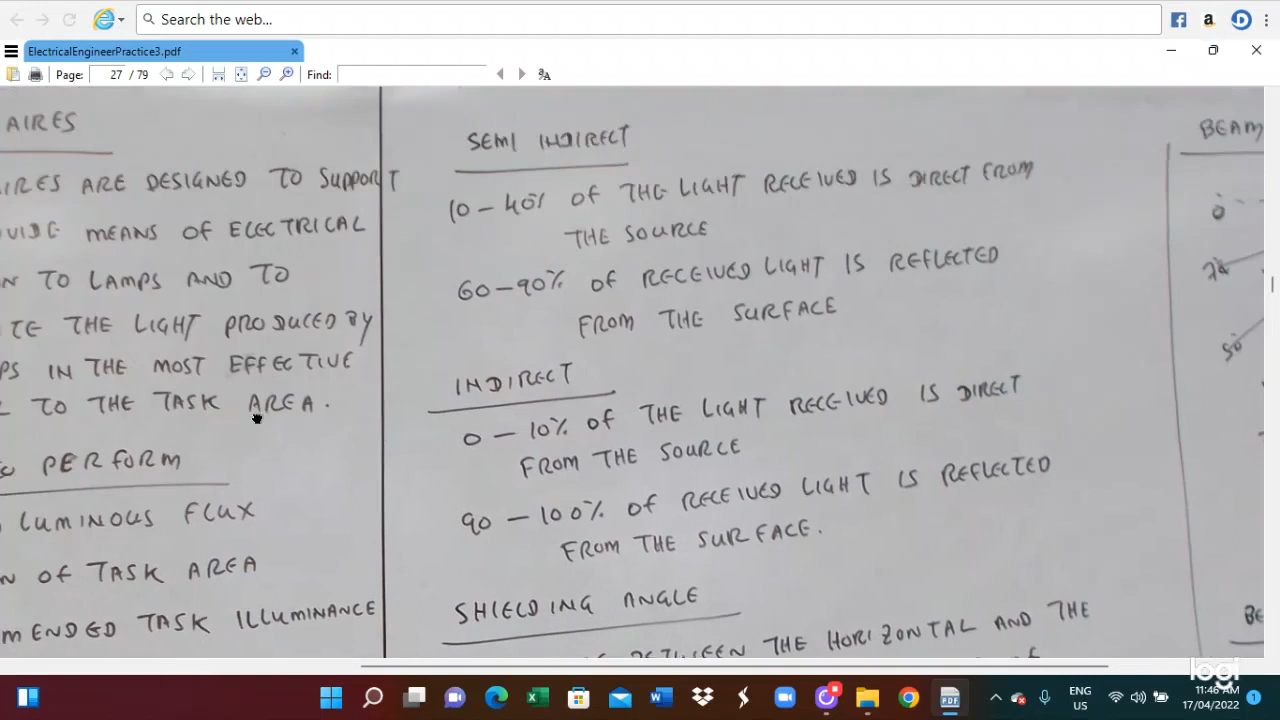 Search the web...
ElectricalEngineerPractice3.pdf
Page: 27 / 79 Find:
AIRES
IRES ARE DESIGNED TO SUPPORT
MEANS OF ELECTRICAL
N TO LAMPS AND TO
TE THE LIGHT PRODUCED BY
PS IN THE MOST EFFECTIVE
TO THE TASK AREA.
PERFORM
LUMINOUS FLUX
N OF TASK AREA
MENDED TASK ILLUMINANCE
SEMI INDIRECT
10 - 40% OF THE LIGHT RECEIVED IS DIRECT FROM
THE SOURCE
60 - 90% OF RECEIVED LIGHT IS REFLECTED
FROM THE SURFACE
INDIRECT
0 - 10% OF THE LIGHT RECEIVED IS DIRECT
FROM THE SOURCE
90 - 100% OF RECEIVED LIGHT IS REFLECTED
FROM THE SURFACE.
SHIELDING ANGLE
BETWEEN THE HORIZONTAL AND THE
BEAM
0
50
BE
logi
ENG
US
11:46 AM
17/04/2022